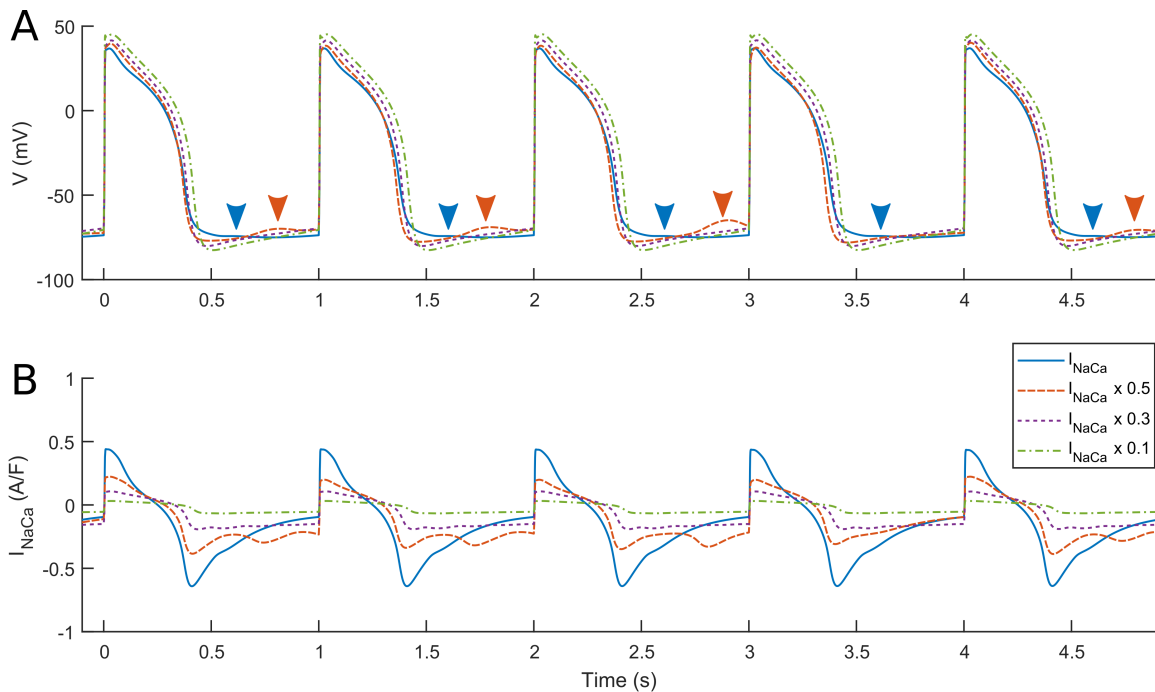 A
50
0
-50
-100
V (mV)
0 0.5 1 1.5 2 2.5 3 3.5 4 4.5
B
1
0.5
0
-0.5
-1
I_NaCa (A/F)
I_NaCa
I_NaCa x 0.5
I_NaCa x 0.3
I_NaCa x 0.1
0 0.5 1 1.5 2 2.5 3 3.5 4 4.5
Time (s)